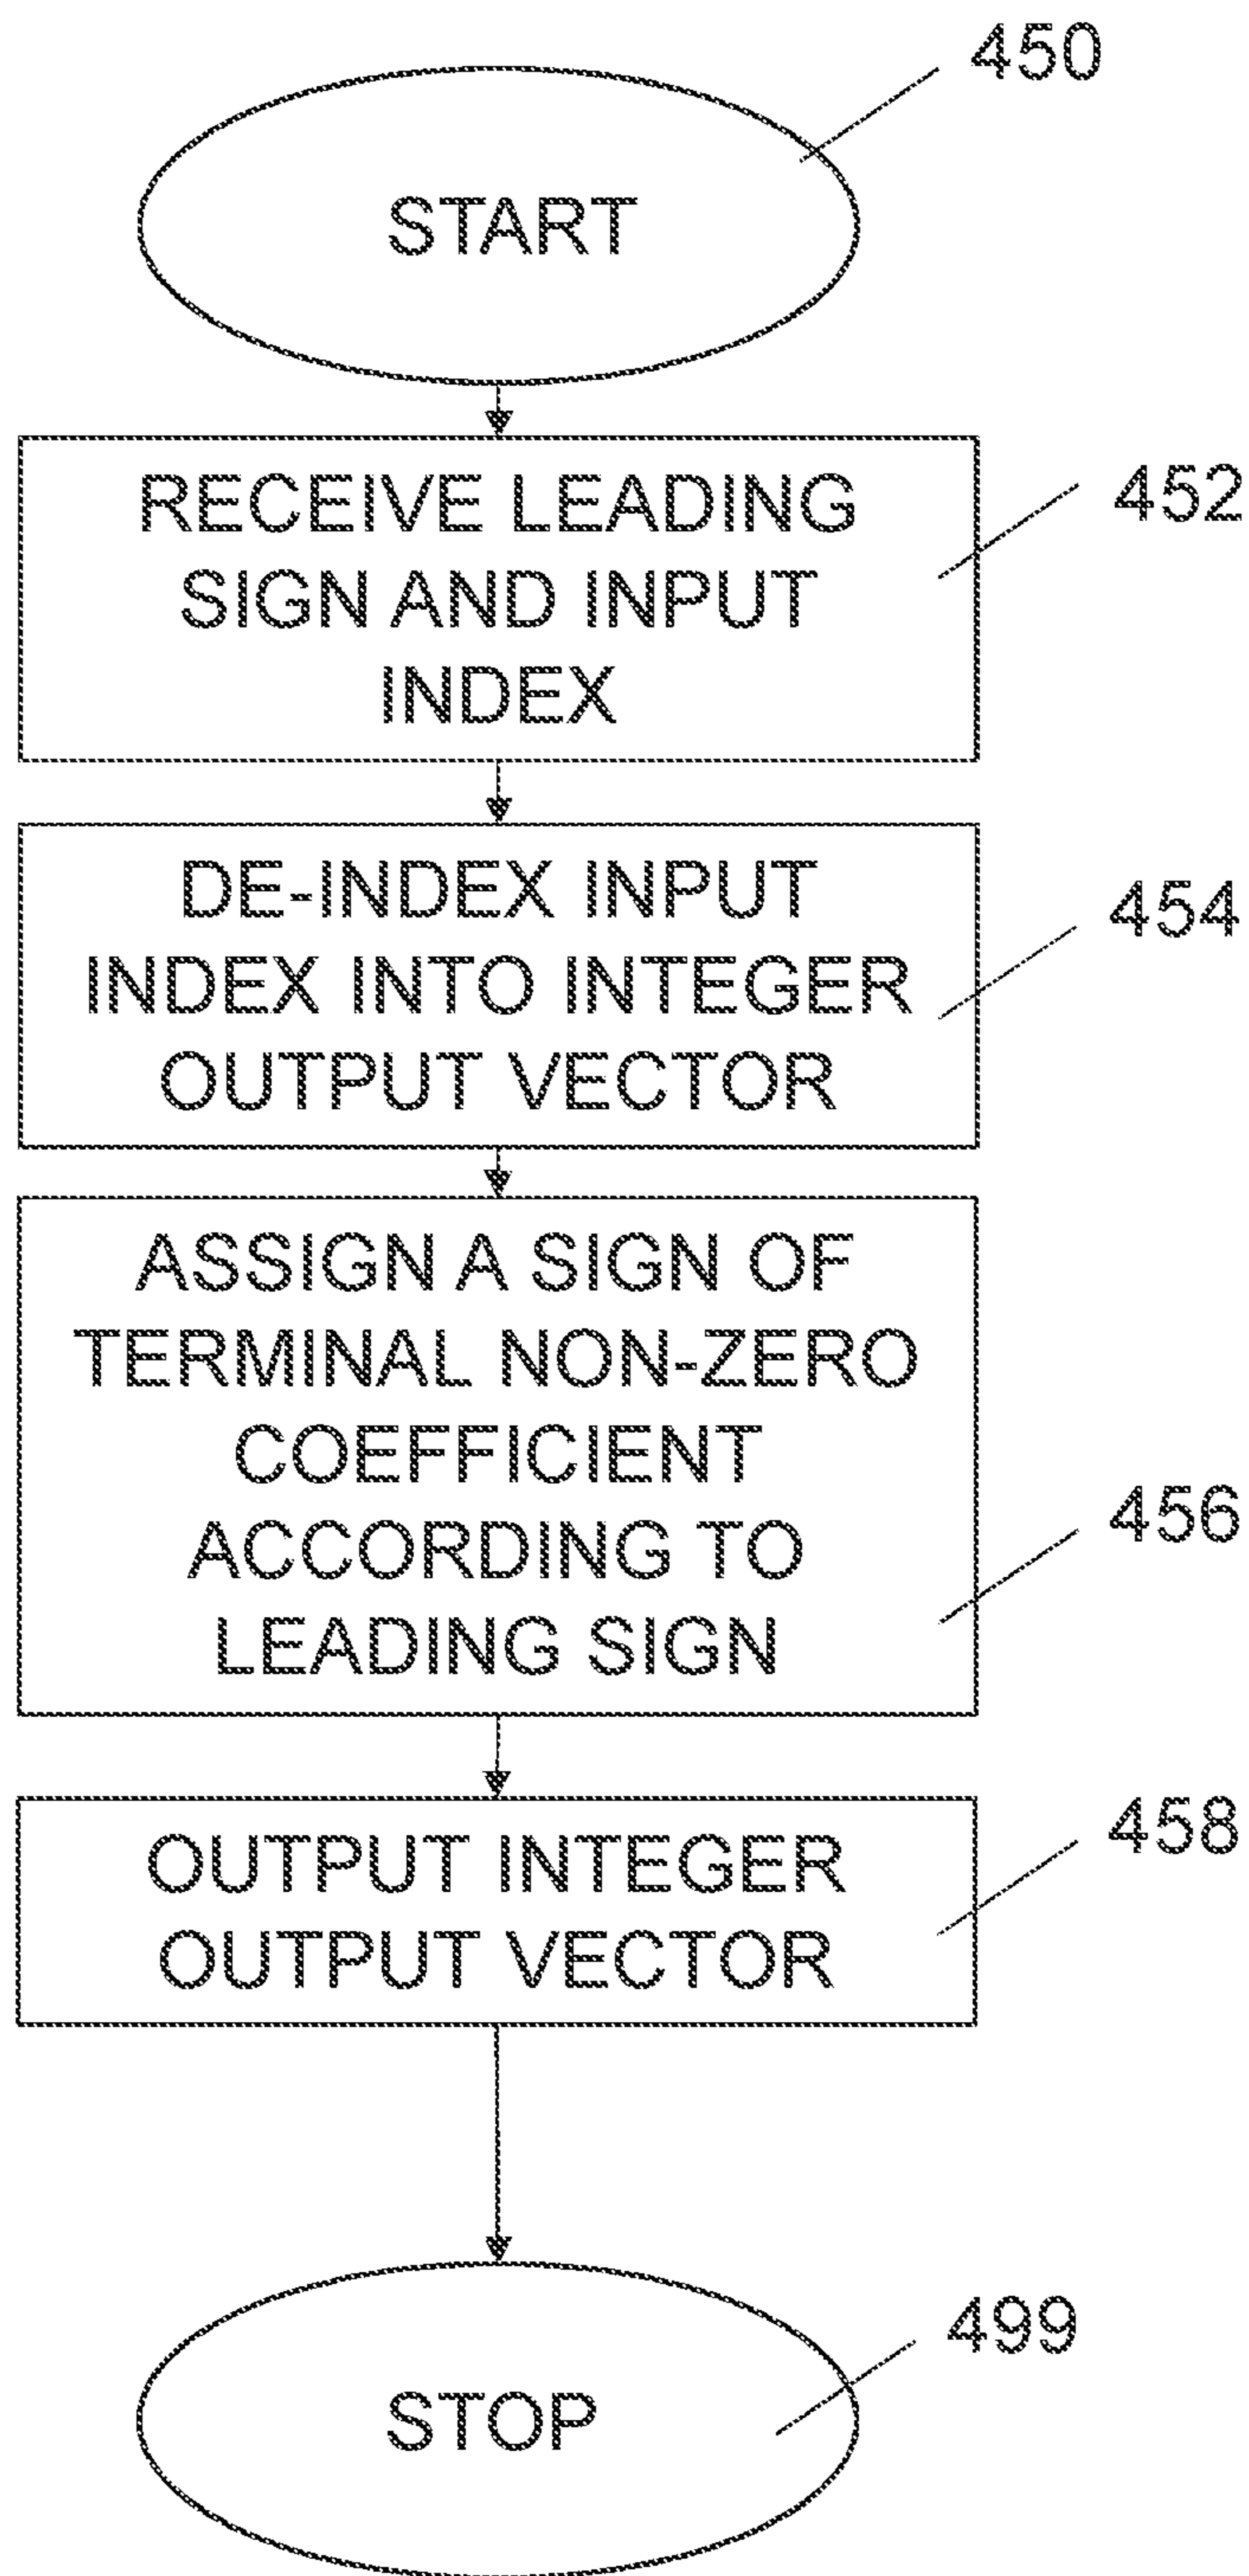 450
START
RECEIVE LEADING
SIGN AND INPUT
INDEX
452
DE-INDEX INPUT
INDEX INTO INTEGER
OUTPUT VECTOR
454
ASSIGN A SIGN OF
TERMINAL NON-ZERO
COEFFICIENT
ACCORDING TO
LEADING SIGN
456
OUTPUT INTEGER
OUTPUT VECTOR
458
STOP
499